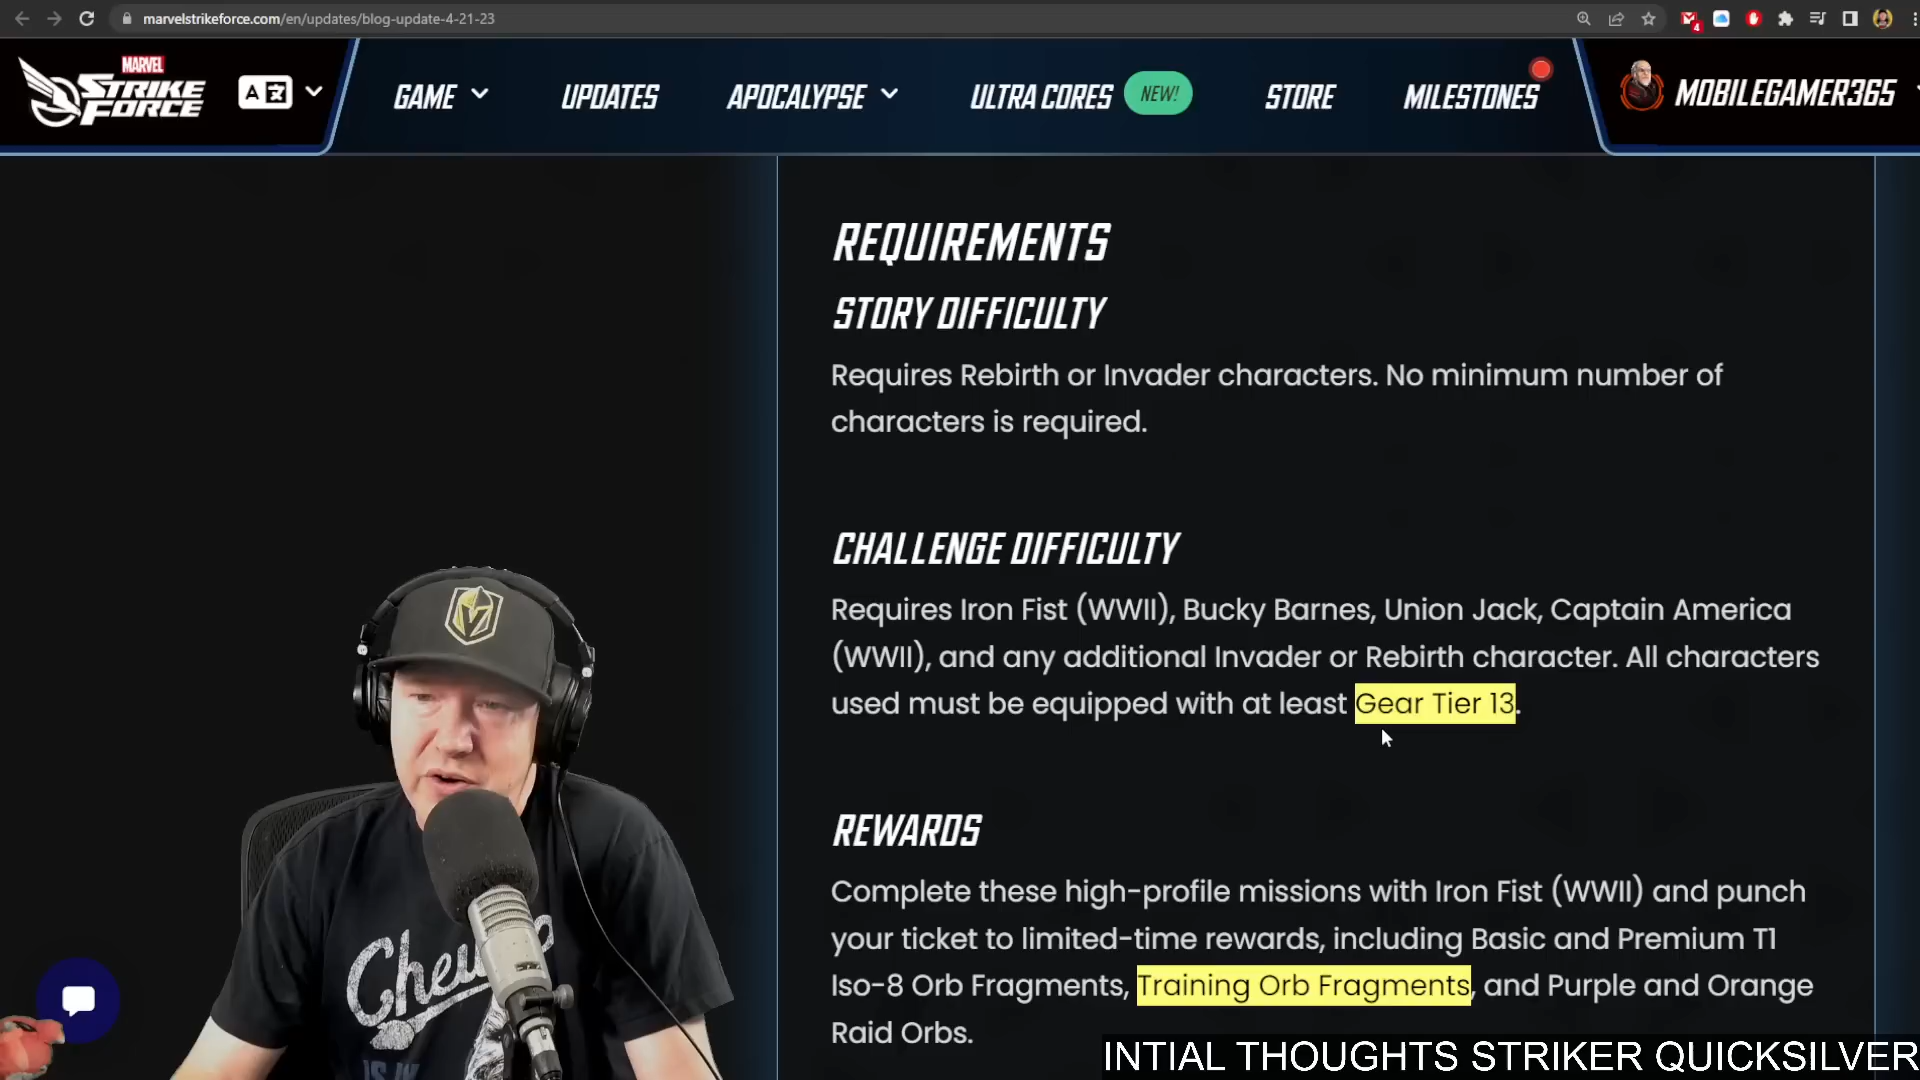 marvelstrikeforce.com/en/updates/blog-update-4-21-23
4
MARVEL
STRIKE
FORCE
A
GAME
UPDATES
APOCALYPSE
ULTRA CORES
NEW!
STORE
MILESTONES
MOBILEGAMER365
REQUIREMENTS
STORY DIFFICULTY
Requires Rebirth or Invader characters. No minimum number of
characters is required.
CHALLENGE DIFFICULTY
Requires Iron Fist (WWII), Bucky Barnes, Union Jack, Captain America
(WWII), and any additional Invader or Rebirth character. All characters
used must be equipped with at least Gear Tier 13.
REWARDS
Complete these high-profile missions with Iron Fist (WWII) and punch
your ticket to limited-time rewards, including Basic and Premium T1
Iso-8 Orb Fragments, Training Orb Fragments, and Purple and Orange
Raid Orbs.
INTIAL THOUGHTS STRIKER QUICKSILVER